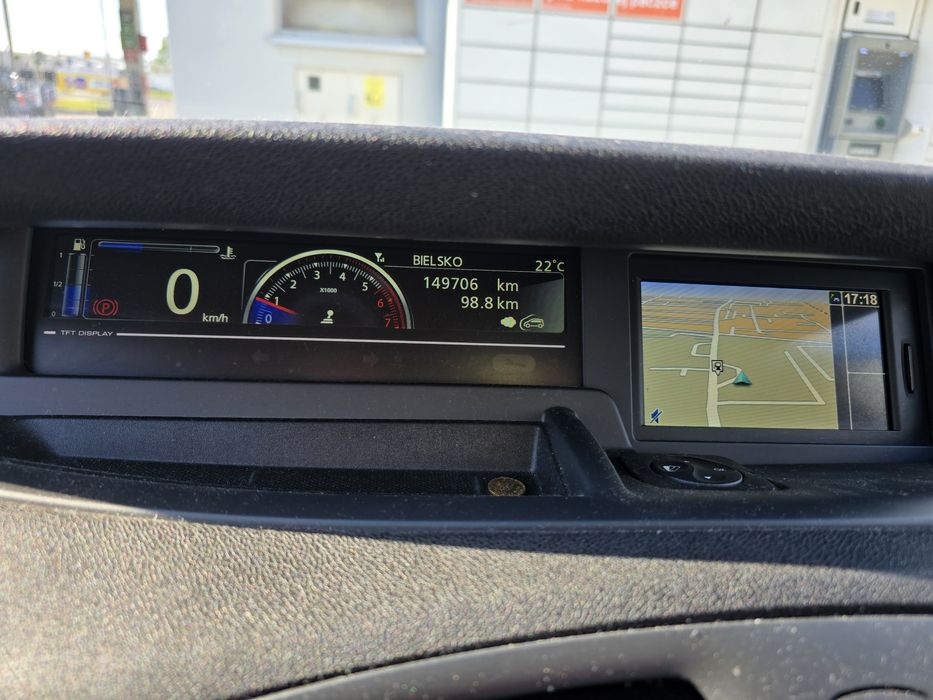 paczce
1
1/2
0
P
0
km/h
0 1 2 3 4 5 6 7
X1000
BIELSKO
22°C
149706 km
98.8 km
TFT DISPLAY
17:18